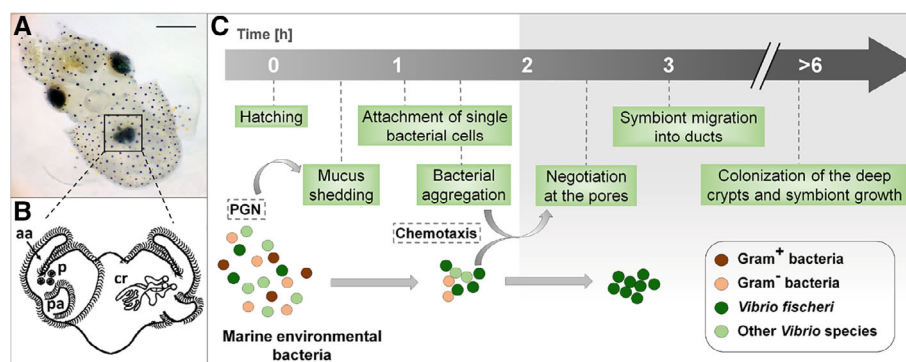 A
B
aa
p
pa
cr
C
Time [h]
0
1
2
3
>6
Hatching
Attachment of single
bacterial cells
Symbiont migration
into ducts
Mucus
shedding
Bacterial
aggregation
Negotiation
at the pores
Colonization of the deep
crypts and symbiont growth
PGN
Chemotaxis
Marine environmental
bacteria
Gram+ bacteria
Gram- bacteria
Vibrio fischeri
Other Vibrio species